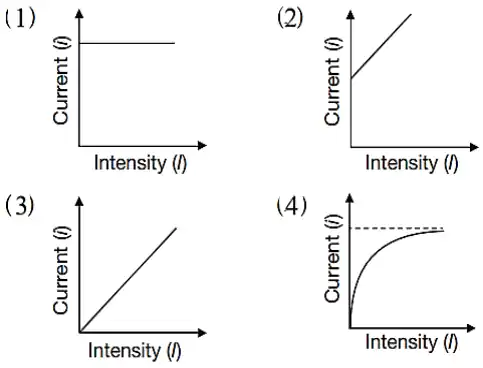 (1)
Current (i)
Intensity (I)
(2)
Current (i)
Intensity (I)
(3)
Current (i)
Intensity (I)
(4)
Current (i)
Intensity (I)